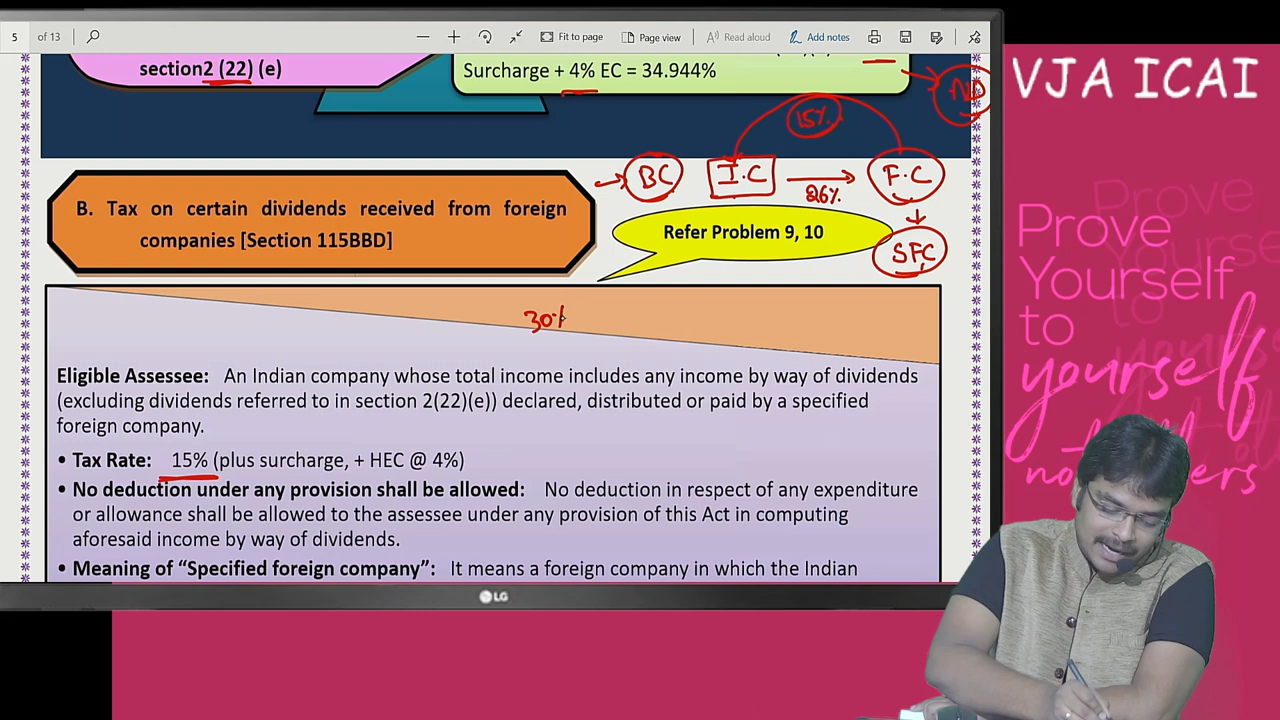 5 of 13 Fit to page Page view Read aloud Add notes
section2 (22) (e)
Surcharge + 4% EC = 34.944%
VJA ICAI
15%
BC I.C 26% F.C
B. Tax on certain dividends received from foreign
companies [Section 115BBD]
Refer Problem 9, 10
SFC
30%
Eligible Assessee: An Indian company whose total income includes any income by way of dividends
(excluding dividends referred to in section 2(22)(e)) declared, distributed or paid by a specified
foreign company.
• Tax Rate: 15% (plus surcharge, + HEC @ 4%)
• No deduction under any provision shall be allowed: No deduction in respect of any expenditure
or allowance shall be allowed to the assessee under any provision of this Act in computing
aforesaid income by way of dividends.
• Meaning of “Specified foreign company”: It means a foreign company in which the Indian
LG
Prove
Prove
Yourself
to
yourself